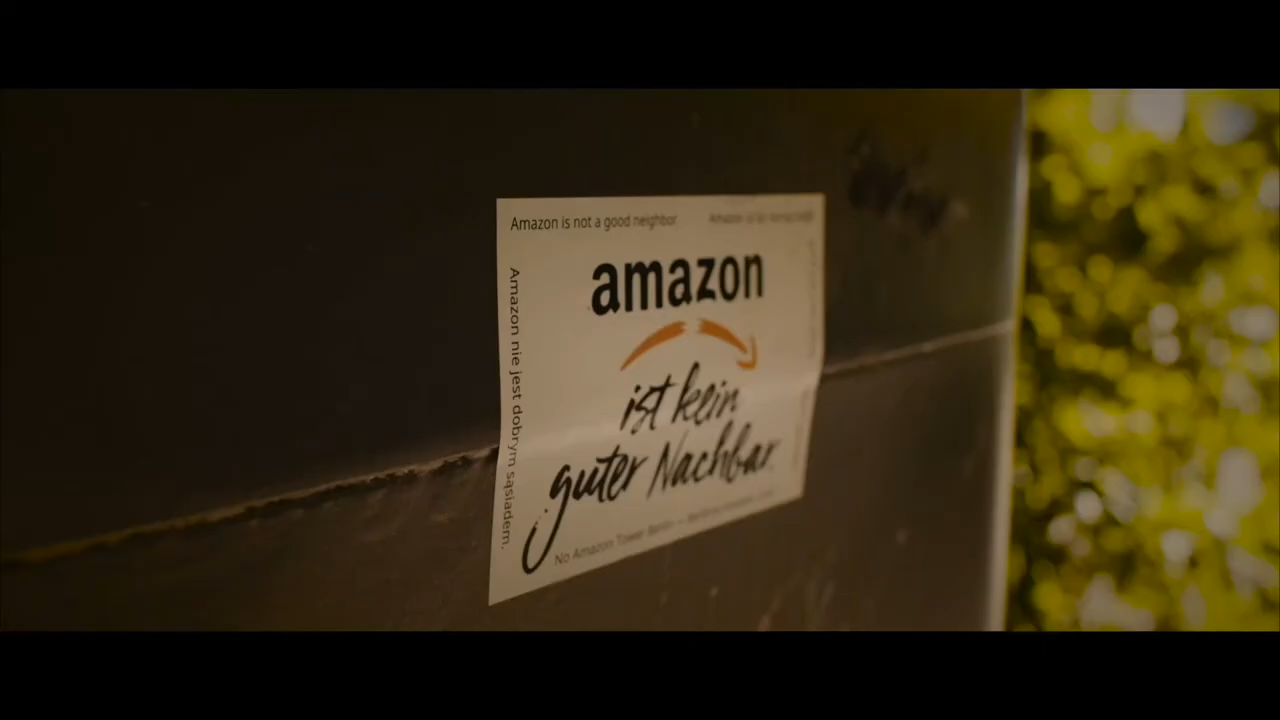 Amazon is not a good neighbor
amazon
ist kein
guter Nachbar
Amazon nie jest dobrym sąsiadem.
No Amazon Tower Berlin —